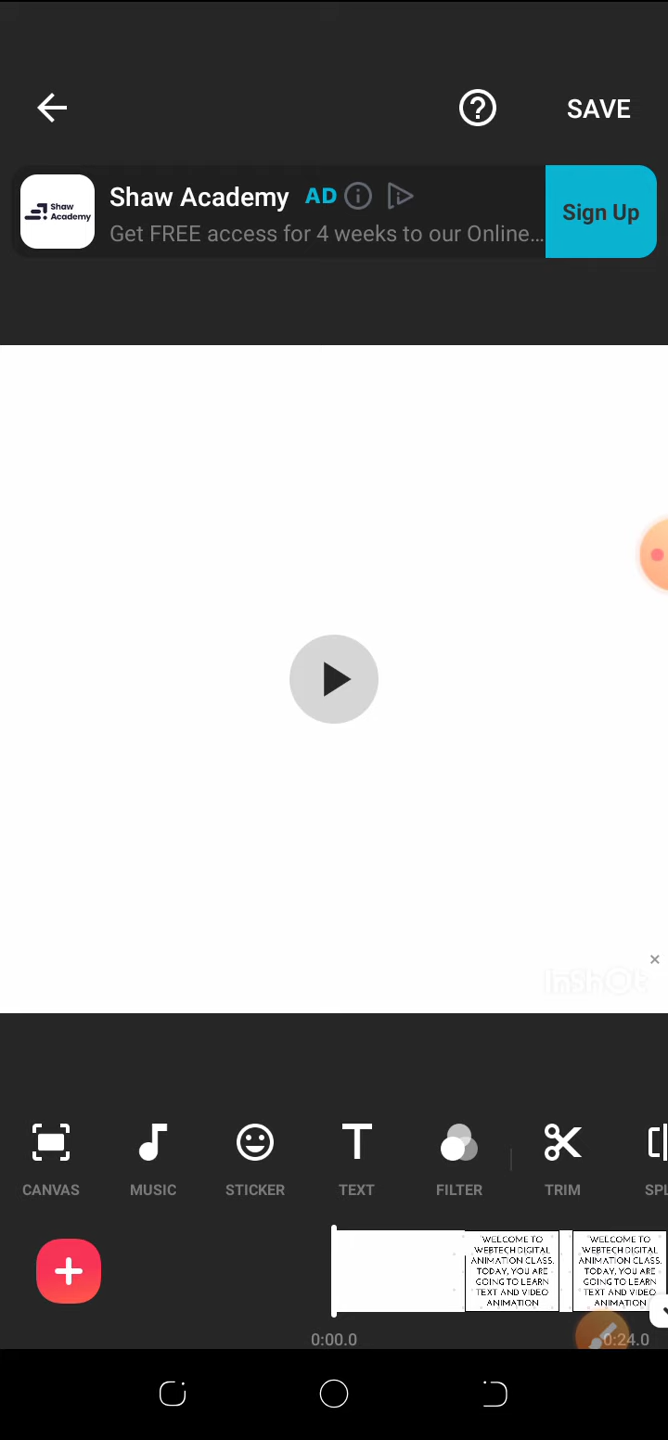 SAVE
Shaw Academy AD
Shaw Academy
Get FREE access for 4 weeks to our Online...
Sign Up
InShOt
CANVAS
MUSIC
STICKER
TEXT
FILTER
TRIM
SPL
WELCOME TO
WEBTECH DIGITAL
ANIMATION CLASS.
TODAY, YOU ARE
GOING TO LEARN
TEXT AND VIDEO
ANIMATION
WELCOME TO
WEBTECH DIGITAL
ANIMATION CLASS.
TODAY, YOU ARE
GOING TO LEARN
TEXT AND VIDEO
ANIMATION
0:00.0
0:24.0